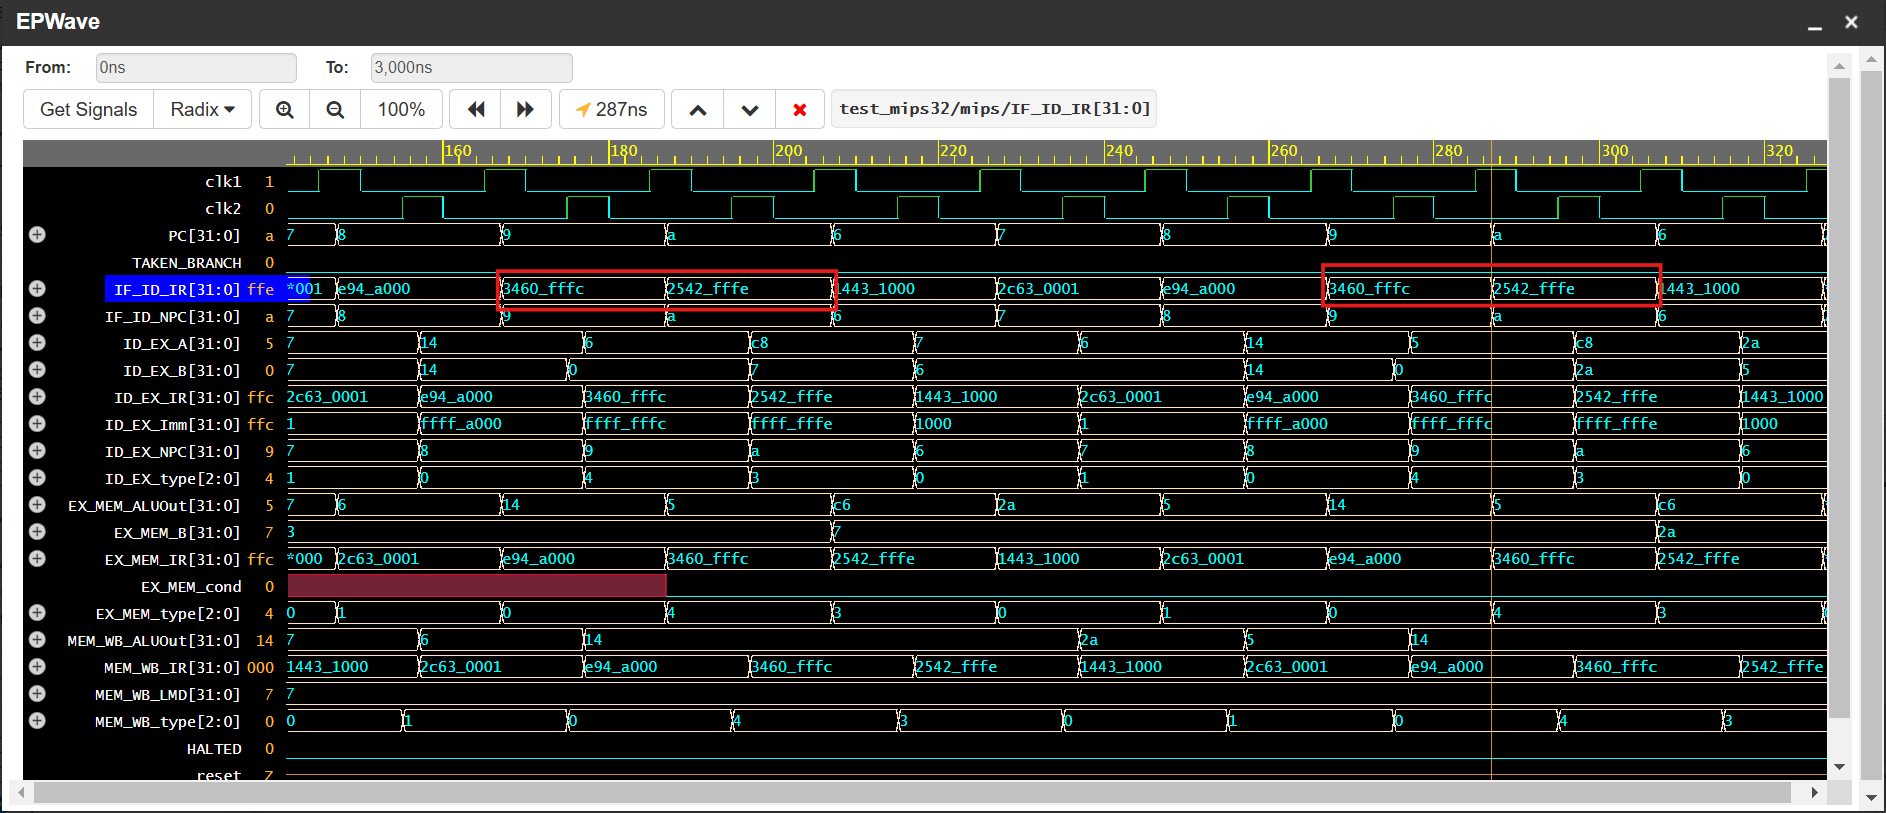 EPWave
From: 0ns To: 3,000ns
Get Signals Radix 100% 287ns test_mips32/mips/IF_ID_IR[31:0]
160 180 200 220 240 260 280 300 320
clk1 1
clk2 0
PC[31:0] a 7 8 9 a 6 7 8 9 a 6
TAKEN_BRANCH 0
IF_ID_IR[31:0] ffe *001 e94_a000 3460_fffc 2542_fffe 1443_1000 2c63_0001 e94_a000 3460_fffc 2542_fffe 1443_1000
IF_ID_NPC[31:0] a 7 8 9 a 6 7 8 9 a 6
ID_EX_A[31:0] 5 7 14 6 c8 7 6 14 5 c8 2a
ID_EX_B[31:0] 0 7 14 0 7 6 14 0 2a 5
ID_EX_IR[31:0] ffc 2c63_0001 e94_a000 3460_fffc 2542_fffe 1443_1000 2c63_0001 e94_a000 3460_fffc 2542_fffe 1443_1000
ID_EX_Imm[31:0] ffc 1 ffff_a000 ffff_fffc ffff_fffe 1000 1 ffff_a000 ffff_fffc ffff_fffe 1000
ID_EX_NPC[31:0] 9 7 8 9 a 6 7 8 9 a 6
ID_EX_type[2:0] 4 1 0 4 3 0 1 0 4 3 0
EX_MEM_ALUOut[31:0] 5 7 6 14 5 c6 2a 5 14 5 c6
EX_MEM_B[31:0] 7 3 7 2a
EX_MEM_IR[31:0] ffc *000 2c63_0001 e94_a000 3460_fffc 2542_fffe 1443_1000 2c63_0001 e94_a000 3460_fffc 2542_fffe
EX_MEM_cond 0
EX_MEM_type[2:0] 4 0 1 0 4 3 0 1 0 4 3
MEM_WB_ALUOut[31:0] 14 7 6 14 2a 5 14
MEM_WB_IR[31:0] 000 1443_1000 2c63_0001 e94_a000 3460_fffc 2542_fffe 1443_1000 2c63_0001 e94_a000 3460_fffc 2542_fffe
MEM_WB_LMD[31:0] 7 7
MEM_WB_type[2:0] 0 0 1 0 4 3 0 1 0 4 3
HALTED 0
reset Z